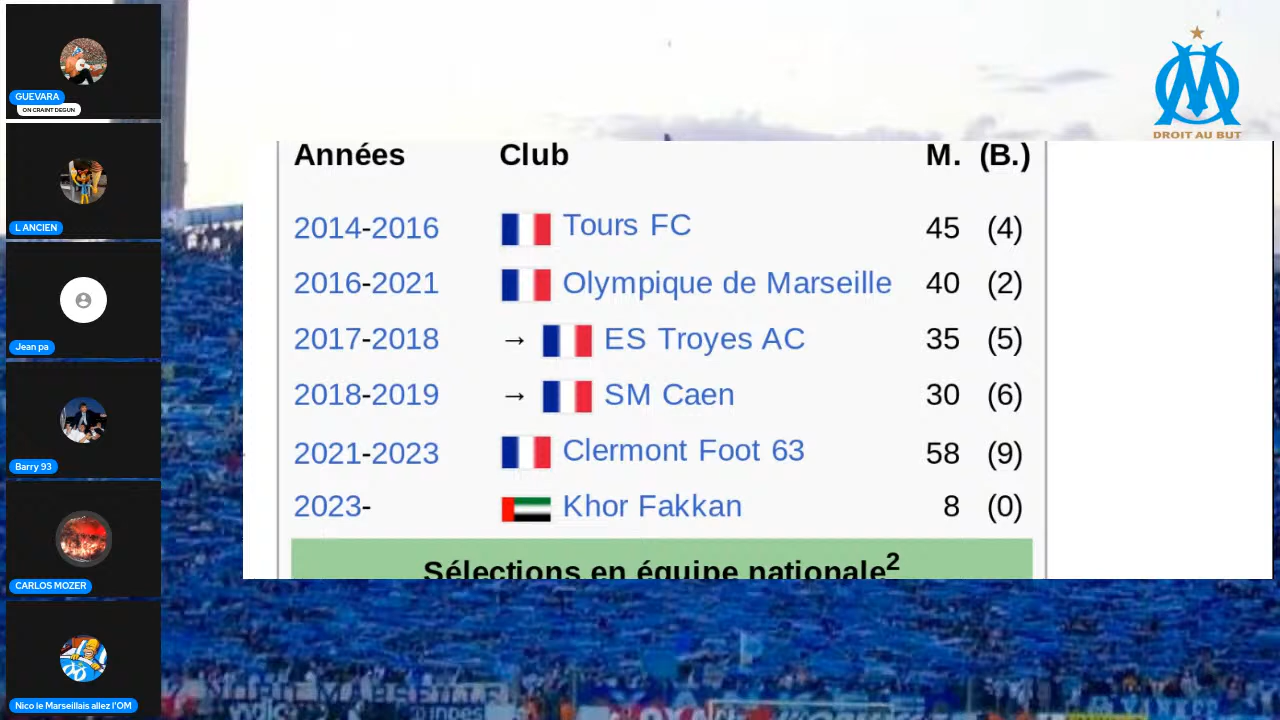 GUEVARA
ON CRAINT DEGUN
L ANCIEN
Jean pa
Barry 93
CARLOS MOZER
Nico le Marseillais allez l'OM
DROIT AU BUT
Années Club M. (B.)
2014-2016 Tours FC 45 (4)
2016-2021 Olympique de Marseille 40 (2)
2017-2018 → ES Troyes AC 35 (5)
2018-2019 → SM Caen 30 (6)
2021-2023 Clermont Foot 63 58 (9)
2023- Khor Fakkan 8 (0)
Sélections en équipe nationale2
MARSEILLE